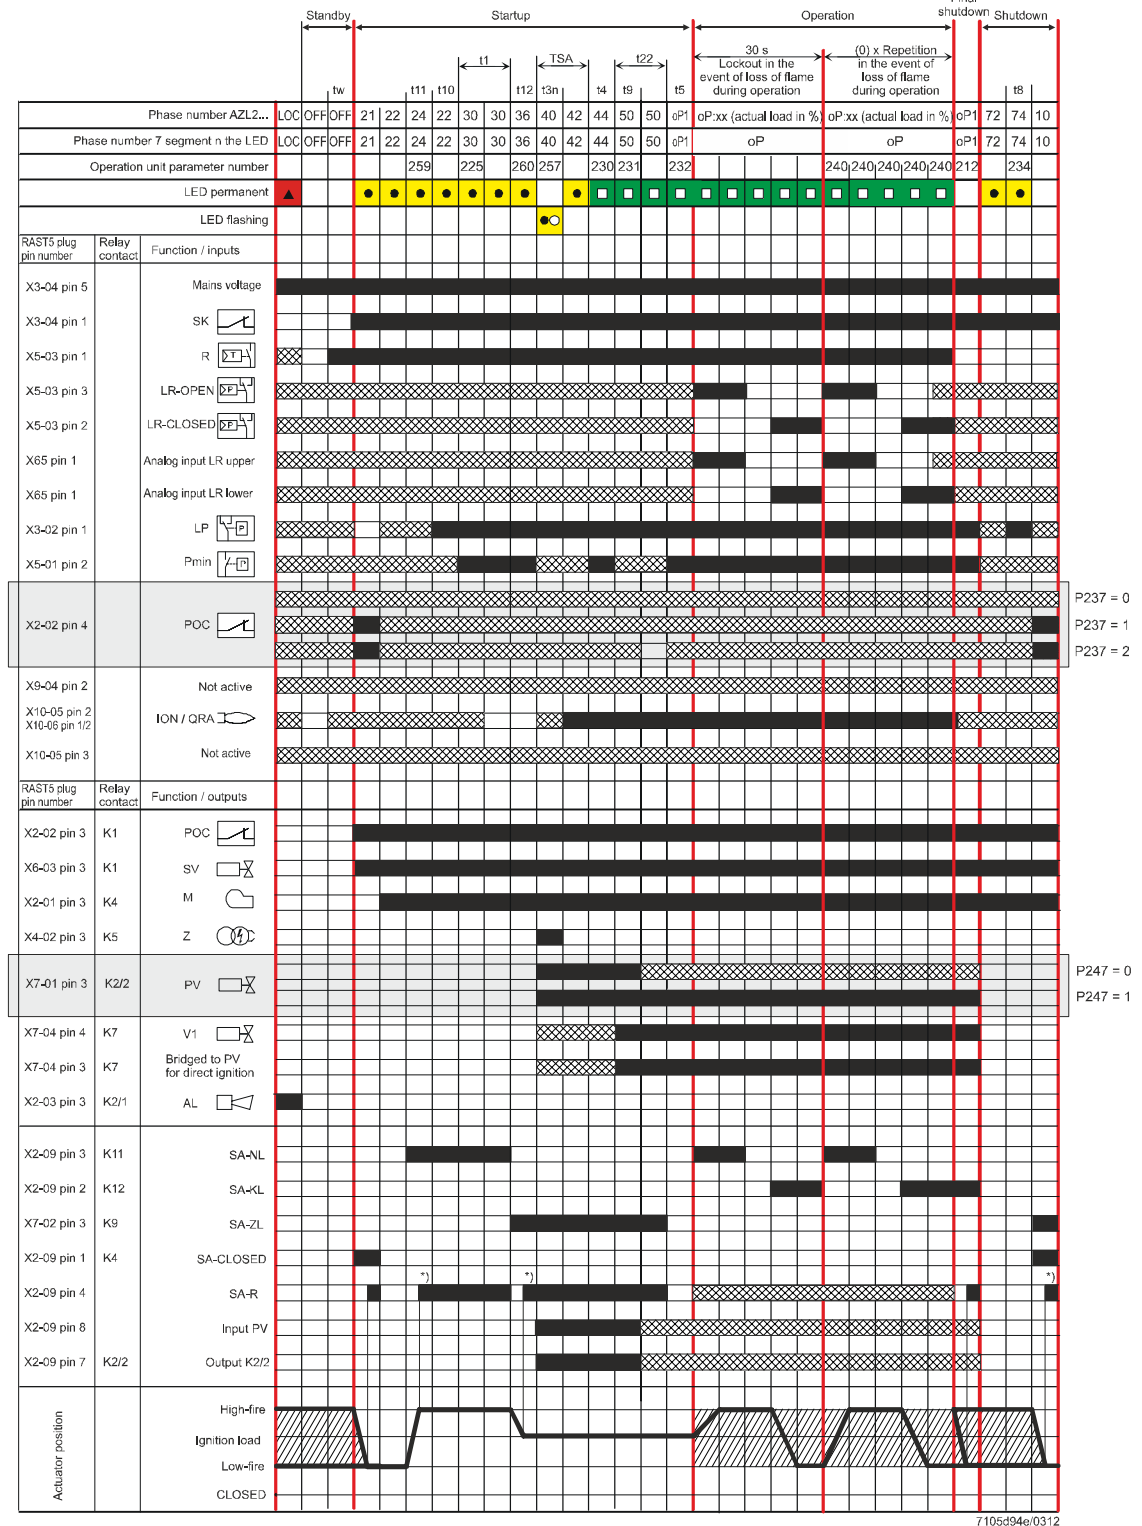 Final
Standby Startup Operation shutdown Shutdown
t1 TSA t22 30 s (0) x Repetition
Lockout in the in the event of
event of loss of flame loss of flame
tw t11 t10 t12 t3n t4 t9 t5 during operation during operation t8
Phase number AZL2... LOC OFF OFF 21 22 24 22 30 30 36 40 42 44 50 50 oP1 oP:xx (actual load in %) oP:xx (actual load in %) oP1 72 74 10
Phase number 7 segment n the LED LOC OFF OFF 21 22 24 22 30 30 36 40 42 44 50 50 oP1 oP oP oP1 72 74 10
Operation unit parameter number 259 225 260 257 230 231 232 240 240 240 240 240 212 234
LED permanent
LED flashing
RAST5 plug Relay Function / inputs
pin number contact
X3-04 pin 5 Mains voltage
X3-04 pin 1 SK
X5-03 pin 1 R T
X5-03 pin 3 LR-OPEN P
X5-03 pin 2 LR-CLOSED P
X65 pin 1 Analog input LR upper
X65 pin 1 Analog input LR lower
X3-02 pin 1 LP P
X5-01 pin 2 Pmin P
P237 = 0
X2-02 pin 4 POC P237 = 1
P237 = 2
X9-04 pin 2 Not active
X10-05 pin 2 ION / QRA
X10-06 pin 1/2
X10-05 pin 3 Not active
RAST5 plug Relay Function / outputs
pin number contact
X2-02 pin 3 K1 POC
X6-03 pin 3 K1 SV
X2-01 pin 3 K4 M
X4-02 pin 3 K5 Z
P247 = 0
X7-01 pin 3 K2/2 PV
P247 = 1
X7-04 pin 4 K7 V1
X7-04 pin 3 K7 Bridged to PV
for direct ignition
X2-03 pin 3 K2/1 AL
X2-09 pin 3 K11 SA-NL
X2-09 pin 2 K12 SA-KL
X7-02 pin 3 K9 SA-ZL
X2-09 pin 1 K4 SA-CLOSED
*) *) *)
X2-09 pin 4 SA-R
X2-09 pin 8 Input PV
X2-09 pin 7 K2/2 Output K2/2
Actuator position
High-fire
Ignition load
Low-fire
CLOSED
7105d94e/0312